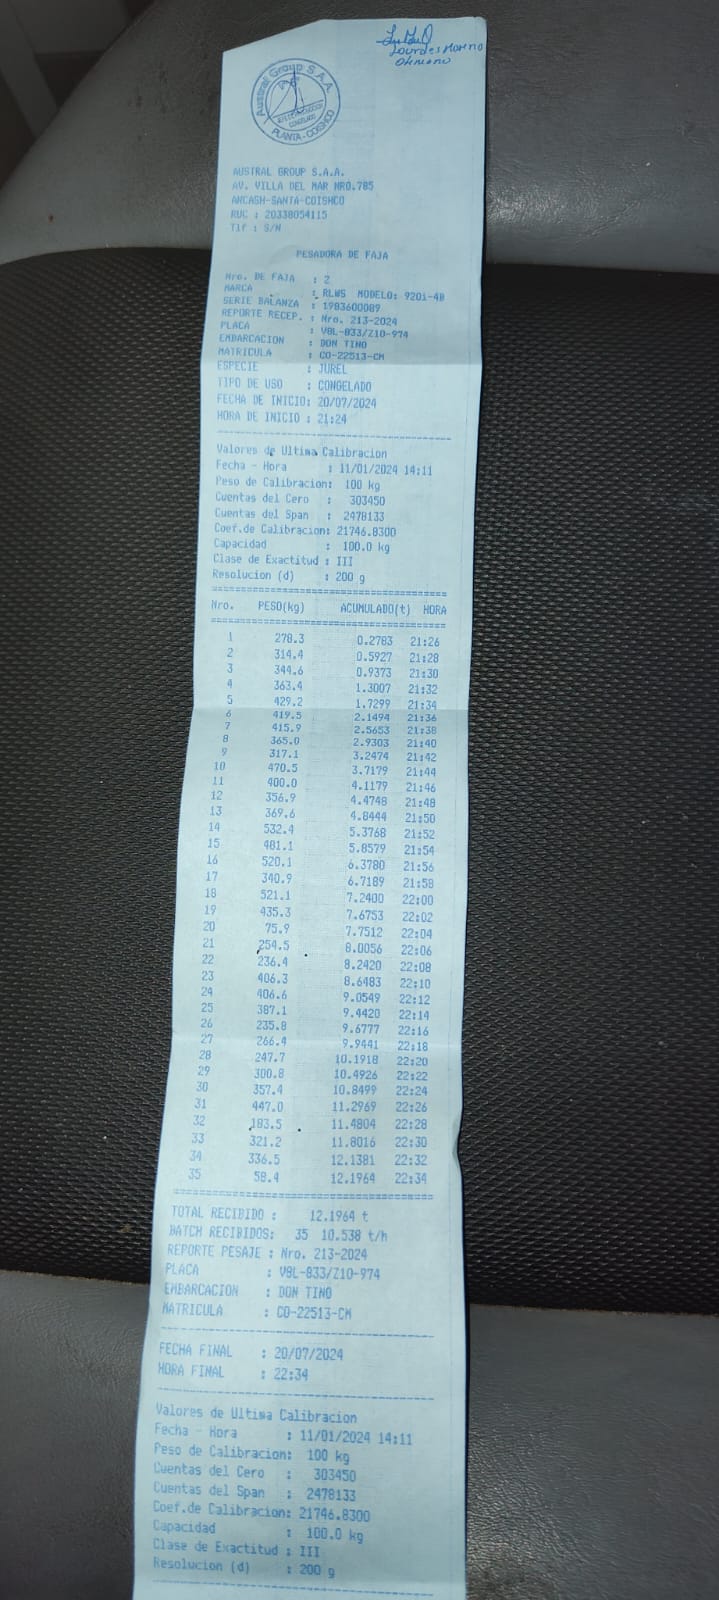 Lourdes Moreno
Austral Group S.A.A.
CONGELADO
PLANTA - COISHCO
AUSTRAL GROUP S.A.A.
AV. VILLA DEL MAR NRO.785
ANCASH-SANTA-COISHCO
RUC : 20338054115
Tlf : S/N
PESADORA DE FAJA
Nro. DE FAJA : 2
MARCA : RLWS MODELO: 920i-4B
SERIE BALANZA : 1983600089
REPORTE RECEP. : Nro. 213-2024
PLACA : V8L-833/Z10-974
EMBARCACION : DON TINO
MATRICULA : CO-22513-CM
ESPECIE : JUREL
TIPO DE USO : CONGELADO
FECHA DE INICIO: 20/07/2024
HORA DE INICIO : 21:24
Valores de Ultima Calibracion
Fecha - Hora : 11/01/2024 14:11
Peso de Calibracion: 100 kg
Cuentas del Cero : 303450
Cuentas del Span : 2478133
Coef.de Calibracion: 21746.8300
Capacidad : 100.0 kg
Clase de Exactitud : III
Resolucion (d) : 200 g
Nro. PESO(kg) ACUMULADO(t) HORA
1 278.3 0.2783 21:26
2 314.4 0.5927 21:28
3 344.6 0.9373 21:30
4 363.4 1.3007 21:32
5 429.2 1.7299 21:34
6 419.5 2.1494 21:36
7 415.9 2.5653 21:38
8 365.0 2.9303 21:40
9 317.1 3.2474 21:42
10 470.5 3.7179 21:44
11 400.0 4.1179 21:46
12 356.9 4.4748 21:48
13 369.6 4.8444 21:50
14 532.4 5.3768 21:52
15 481.1 5.8579 21:54
16 520.1 6.3780 21:56
17 340.9 6.7189 21:58
18 521.1 7.2400 22:00
19 435.3 7.6753 22:02
20 75.9 7.7512 22:04
21 254.5 8.0056 22:06
22 236.4 8.2420 22:08
23 406.3 8.6483 22:10
24 406.6 9.0549 22:12
25 387.1 9.4420 22:14
26 235.8 9.6777 22:16
27 266.4 9.9441 22:18
28 247.7 10.1918 22:20
29 300.8 10.4926 22:22
30 357.4 10.8499 22:24
31 447.0 11.2969 22:26
32 183.5 11.4804 22:28
33 321.2 11.8016 22:30
34 336.5 12.1381 22:32
35 58.4 12.1964 22:34
TOTAL RECIBIDO : 12.1964 t
BATCH RECIBIDOS: 35 10.538 t/h
REPORTE PESAJE : Nro. 213-2024
PLACA : V8L-833/Z10-974
EMBARCACION : DON TINO
MATRICULA : CO-22513-CM
FECHA FINAL : 20/07/2024
HORA FINAL : 22:34
Valores de Ultima Calibracion
Fecha - Hora : 11/01/2024 14:11
Peso de Calibracion: 100 kg
Cuentas del Cero : 303450
Cuentas del Span : 2478133
Coef.de Calibracion: 21746.8300
Capacidad : 100.0 kg
Clase de Exactitud : III
Resolucion (d) : 200 g